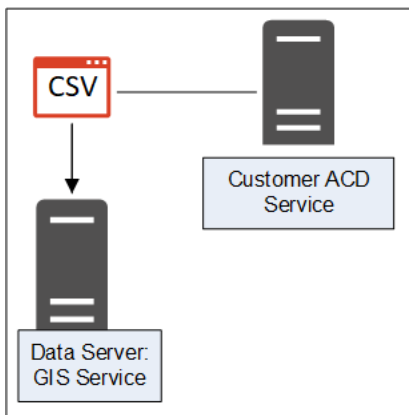 CSV
Customer ACD
Service
Data Server:
GIS Service